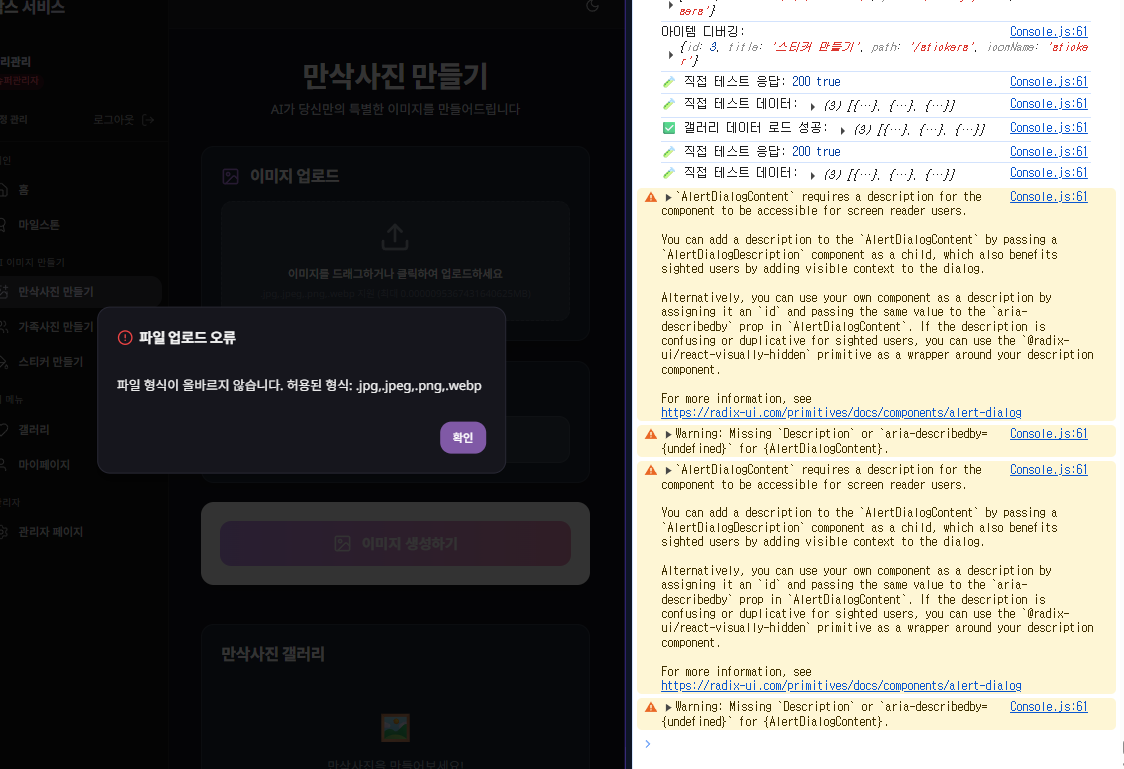 스 서비스
리관리
로그아웃
홈
마일스톤
이미지 만들기
만삭사진 만들기
가족사진 만들기
스티커 만들기
메뉴
갤러리
마이페이지
관리자 페이지
만삭사진 만들기
AI가 당신만의 특별한 이미지를 만들어드립니다
이미지 업로드
이미지를 드래그하거나 클릭하여 업로드하세요
파일 업로드 오류
파일 형식이 올바르지 않습니다. 허용된 형식: .jpg,.jpeg,.png,.webp
확인
이미지 생성하기
만삭사진 갤러리
만삭사진을 만들어보세요!
ers'}
아이템 디버깅: Console.js:61
{id: 3, title: '스티커 만들기', path: '/stickers', iconName: 'sticke
r'}
직접 테스트 응답: 200 true Console.js:61
직접 테스트 데이터: (3) [{…}, {…}, {…}] Console.js:61
갤러리 데이터 로드 성공: (3) [{…}, {…}, {…}] Console.js:61
직접 테스트 응답: 200 true Console.js:61
직접 테스트 데이터: (3) [{…}, {…}, {…}] Console.js:61
`AlertDialogContent` requires a description for the Console.js:61
component to be accessible for screen reader users.
You can add a description to the `AlertDialogContent` by passing a
`AlertDialogDescription` component as a child, which also benefits
sighted users by adding visible context to the dialog.
Alternatively, you can use your own component as a description by
assigning it an `id` and passing the same value to the `aria-
describedby` prop in `AlertDialogContent`. If the description is
confusing or duplicative for sighted users, you can use the `@radix-
ui/react-visually-hidden` primitive as a wrapper around your description
component.
For more information, see
https://radix-ui.com/primitives/docs/components/alert-dialog
Warning: Missing `Description` or `aria-describedby= Console.js:61
{undefined}` for {AlertDialogContent}.
`AlertDialogContent` requires a description for the Console.js:61
component to be accessible for screen reader users.
You can add a description to the `AlertDialogContent` by passing a
`AlertDialogDescription` component as a child, which also benefits
sighted users by adding visible context to the dialog.
Alternatively, you can use your own component as a description by
assigning it an `id` and passing the same value to the `aria-
describedby` prop in `AlertDialogContent`. If the description is
confusing or duplicative for sighted users, you can use the `@radix-
ui/react-visually-hidden` primitive as a wrapper around your description
component.
For more information, see
https://radix-ui.com/primitives/docs/components/alert-dialog
Warning: Missing `Description` or `aria-describedby= Console.js:61
{undefined}` for {AlertDialogContent}.